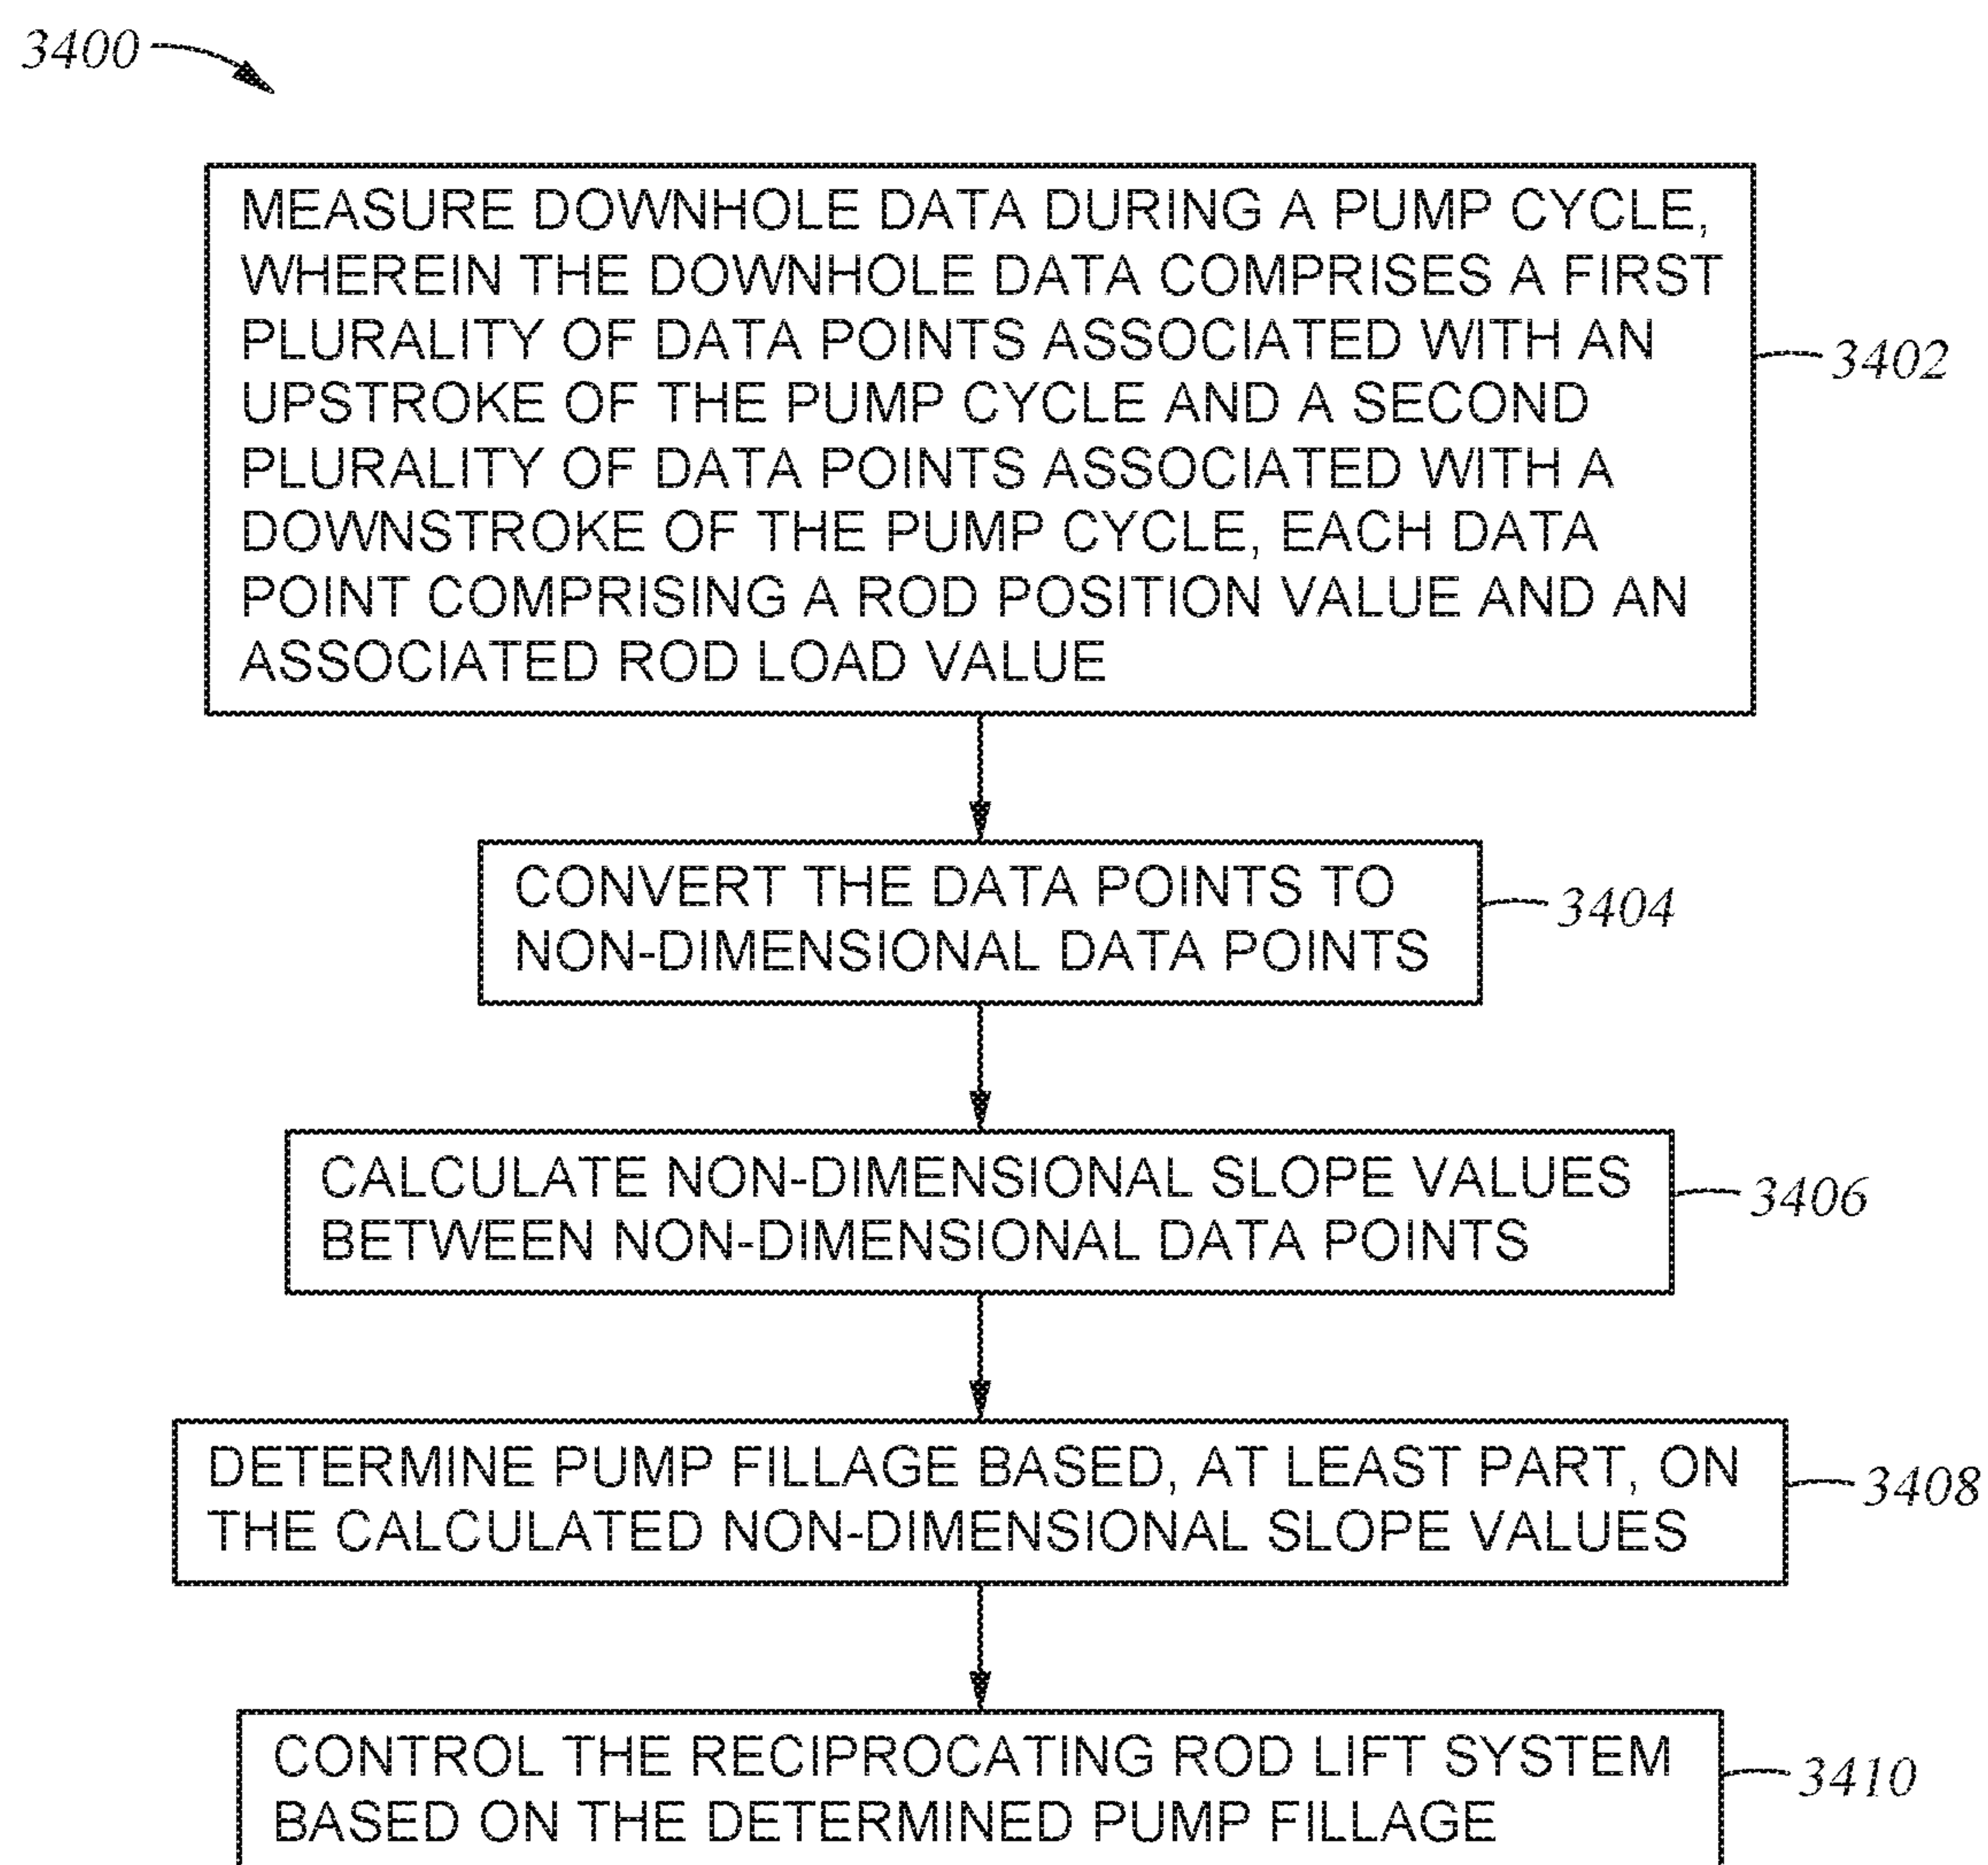 3400
MEASURE DOWNHOLE DATA DURING A PUMP CYCLE,
WHEREIN THE DOWNHOLE DATA COMPRISES A FIRST
PLURALITY OF DATA POINTS ASSOCIATED WITH AN
UPSTROKE OF THE PUMP CYCLE AND A SECOND
PLURALITY OF DATA POINTS ASSOCIATED WITH A
DOWNSTROKE OF THE PUMP CYCLE, EACH DATA
POINT COMPRISING A ROD POSITION VALUE AND AN
ASSOCIATED ROD LOAD VALUE
3402
CONVERT THE DATA POINTS TO
NON-DIMENSIONAL DATA POINTS
3404
CALCULATE NON-DIMENSIONAL SLOPE VALUES
BETWEEN NON-DIMENSIONAL DATA POINTS
3406
DETERMINE PUMP FILLAGE BASED, AT LEAST PART, ON
THE CALCULATED NON-DIMENSIONAL SLOPE VALUES
3408
CONTROL THE RECIPROCATING ROD LIFT SYSTEM
BASED ON THE DETERMINED PUMP FILLAGE
3410